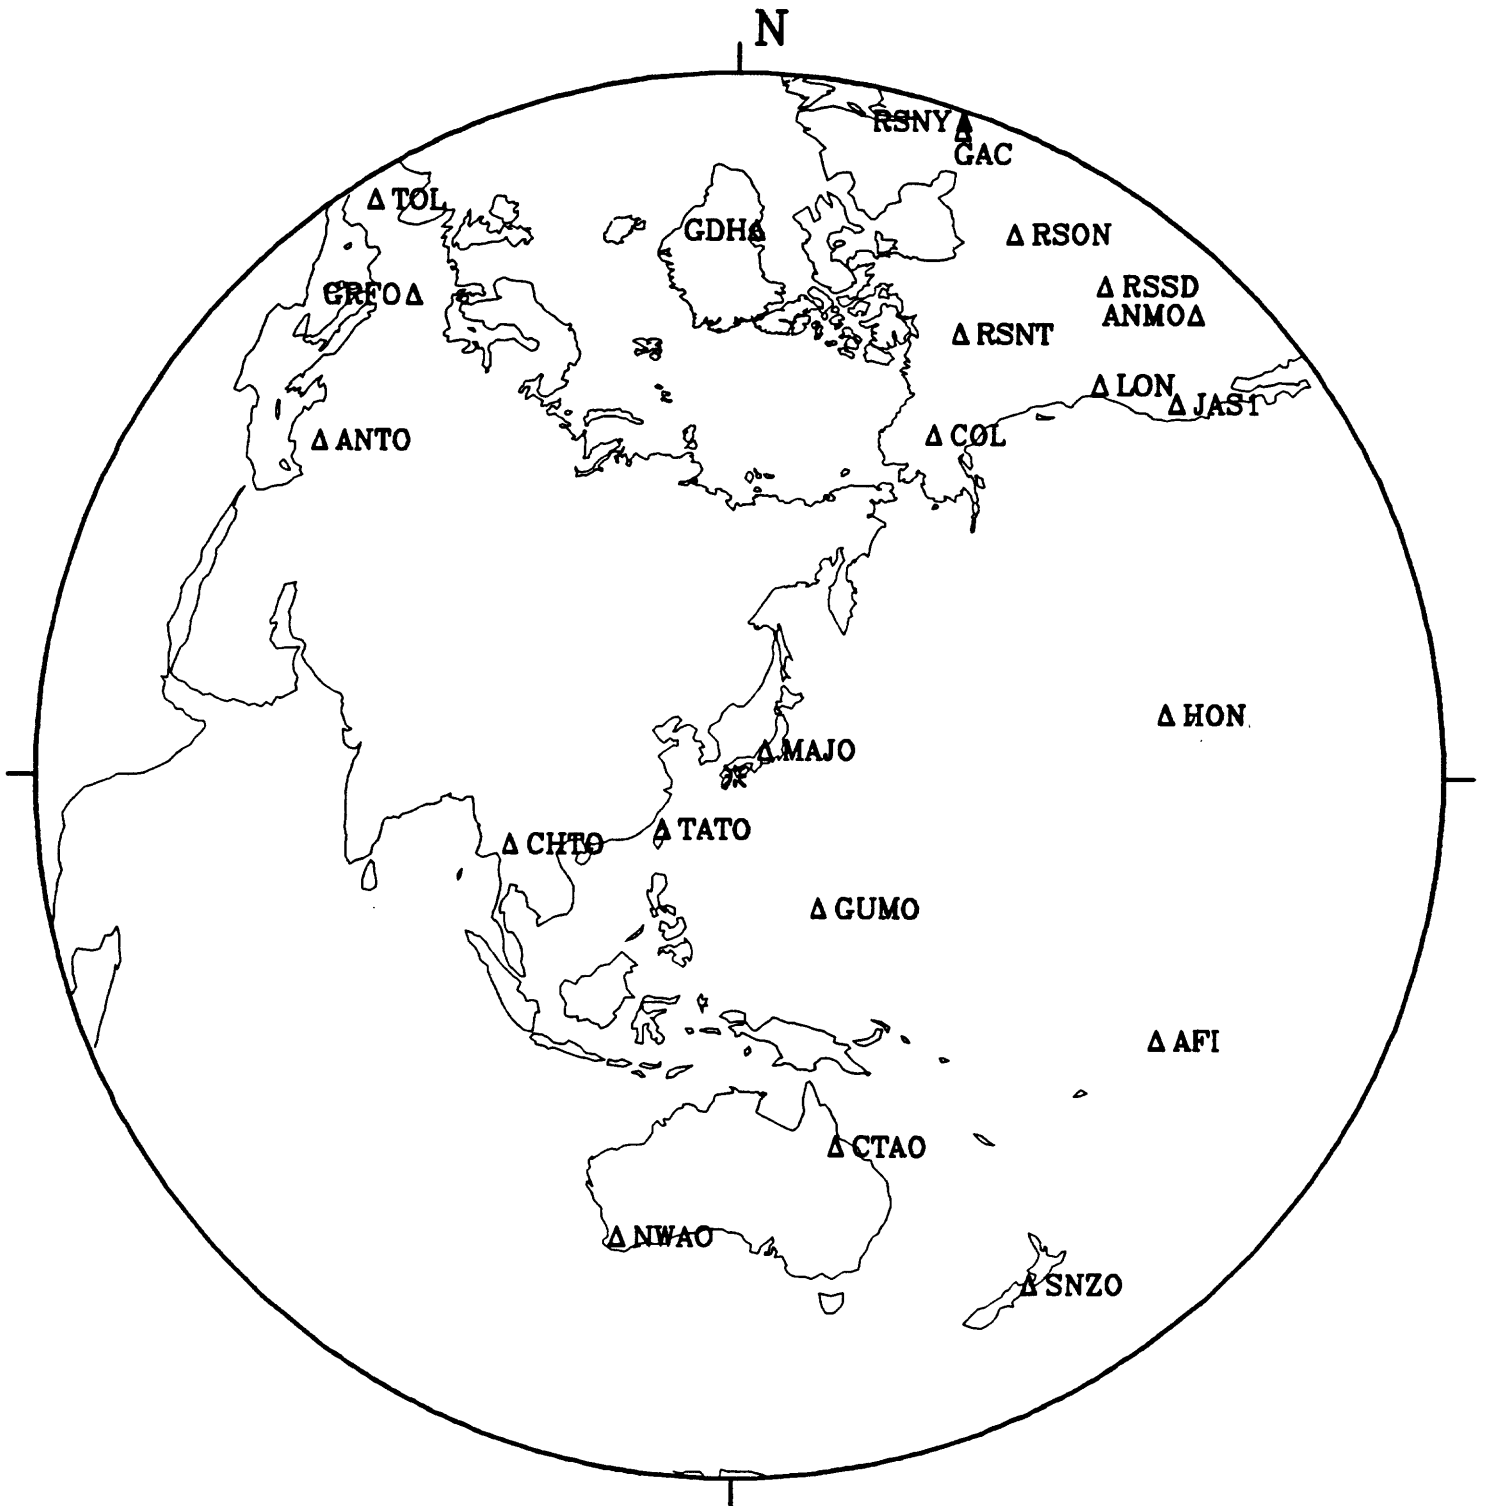 N
RSNY
GAC
TOL
GDH
RSON
GRFO
RSSD
ANMO
RSNT
LON
JAS1
ANTO
COL
HON
MAJO
TATO
CHTO
GUMO
AFI
CTAO
NWAO
SNZO